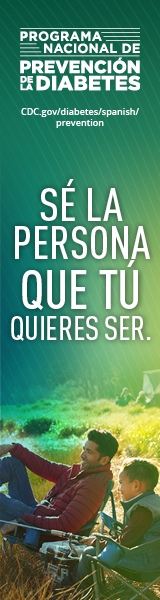 PROGRAMA
NACIONAL DE
PREVENCIÓN
DE LA DIABETES
CDC.gov/diabetes/spanish/
prevention
SÉ LA
PERSONA
QUE TÚ
QUIERES SER.